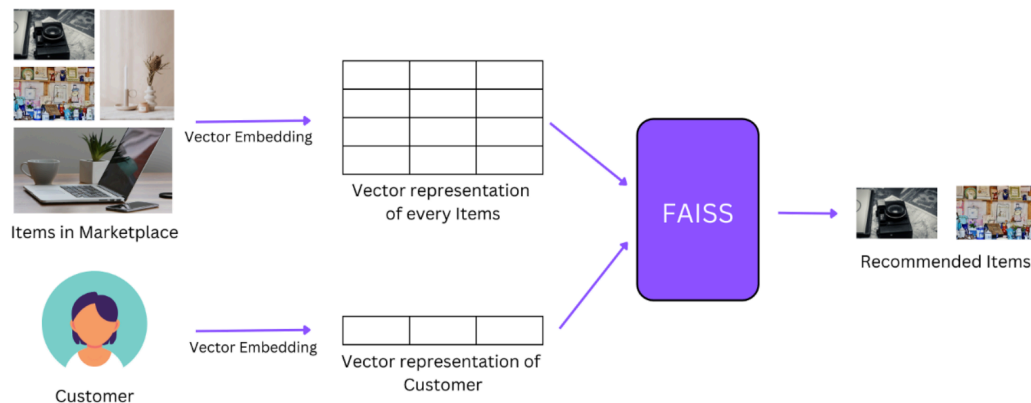 Vector Embedding
Vector representation
of every Items
Items in Marketplace
FAISS
Recommended Items
Vector Embedding
Vector representation of
Customer
Customer